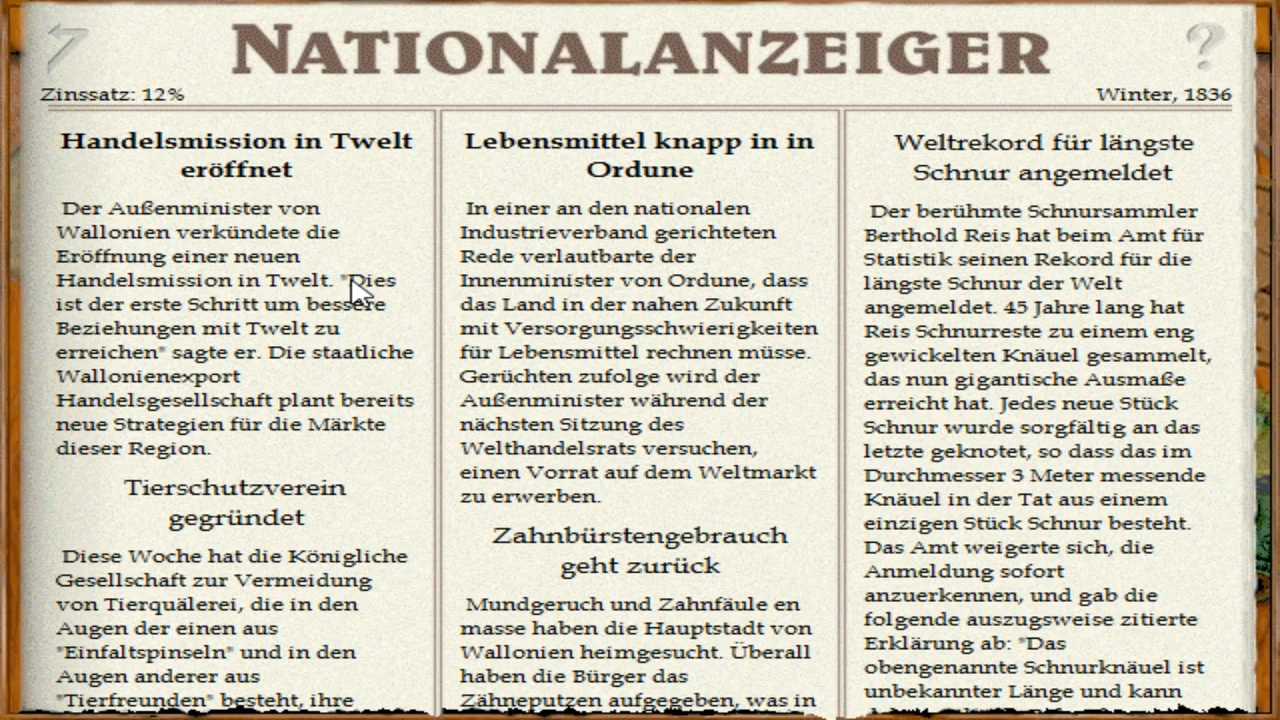 NATIONALANZEIGER
Zinssatz: 12%
Winter, 1836
Handelsmission in Twelt
eröffnet
Der Außenminister von
Wallonien verkündete die
Eröffnung einer neuen
Handelsmission in Twelt. "Dies
ist der erste Schritt um bessere
Beziehungen mit Twelt zu
erreichen" sagte er. Die staatliche
Wallonienexport
Handelsgesellschaft plant bereits
neue Strategien für die Märkte
dieser Region.
Tierschutzverein
gegründet
Diese Woche hat die Königliche
Gesellschaft zur Vermeidung
von Tierquälerei, die in den
Augen der einen aus
"Einfaltspinseln" und in den
Augen anderer aus
"Tierfreunden" besteht, ihre
Lebensmittel knapp in in
Ordune
In einer an den nationalen
Industrieverband gerichteten
Rede verlautbarte der
Innenminister von Ordune, dass
das Land in der nahen Zukunft
mit Versorgungsschwierigkeiten
für Lebensmittel rechnen müsse.
Gerüchten zufolge wird der
Außenminister während der
nächsten Sitzung des
Welthandelsrats versuchen,
einen Vorrat auf dem Weltmarkt
zu erwerben.
Zahnbürstengebrauch
geht zurück
Mundgeruch und Zahnfäule en
masse haben die Hauptstadt von
Wallonien heimgesucht. Überall
haben die Bürger das
Zähneputzen aufgegeben, was in
Weltrekord für längste
Schnur angemeldet
Der berühmte Schnursammler
Berthold Reis hat beim Amt für
Statistik seinen Rekord für die
längste Schnur der Welt
angemeldet. 45 Jahre lang hat
Reis Schnurreste zu einem eng
gewickelten Knäuel gesammelt,
das nun gigantische Ausmaße
erreicht hat. Jedes neue Stück
Schnur wurde sorgfältig an das
letzte geknotet, so dass das im
Durchmesser 3 Meter messende
Knäuel in der Tat aus einem
einzigen Stück Schnur besteht.
Das Amt weigerte sich, die
Anmeldung sofort
anzuerkennen, und gab die
folgende auszugsweise zitierte
Erklärung ab: "Das
obengenannte Schnurknäuel ist
unbekannter Länge und kann